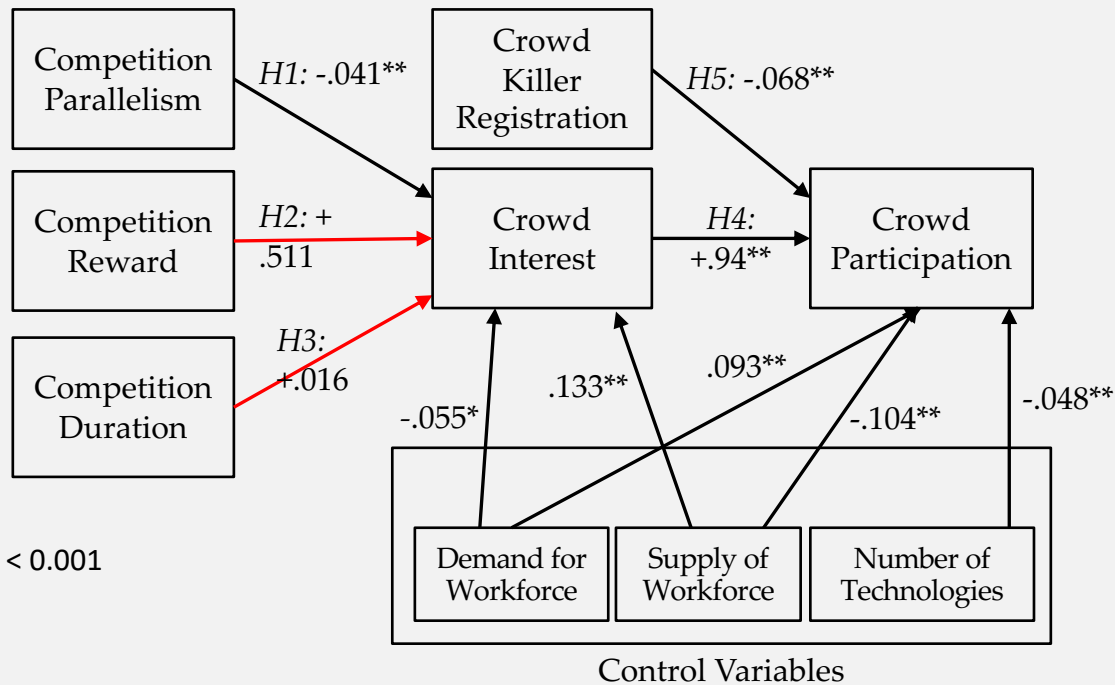 Competition
Parallelism
H1: -.041**
Crowd
Killer
Registration
H5: -.068**
Competition
Reward
H2: +
.511
Crowd
Interest
H4:
+.94**
Crowd
Participation
Competition
Duration
H3:
+.016
-.055*
.133**
.093**
-.104**
-.048**
< 0.001
Demand for
Workforce
Supply of
Workforce
Number of
Technologies
Control Variables